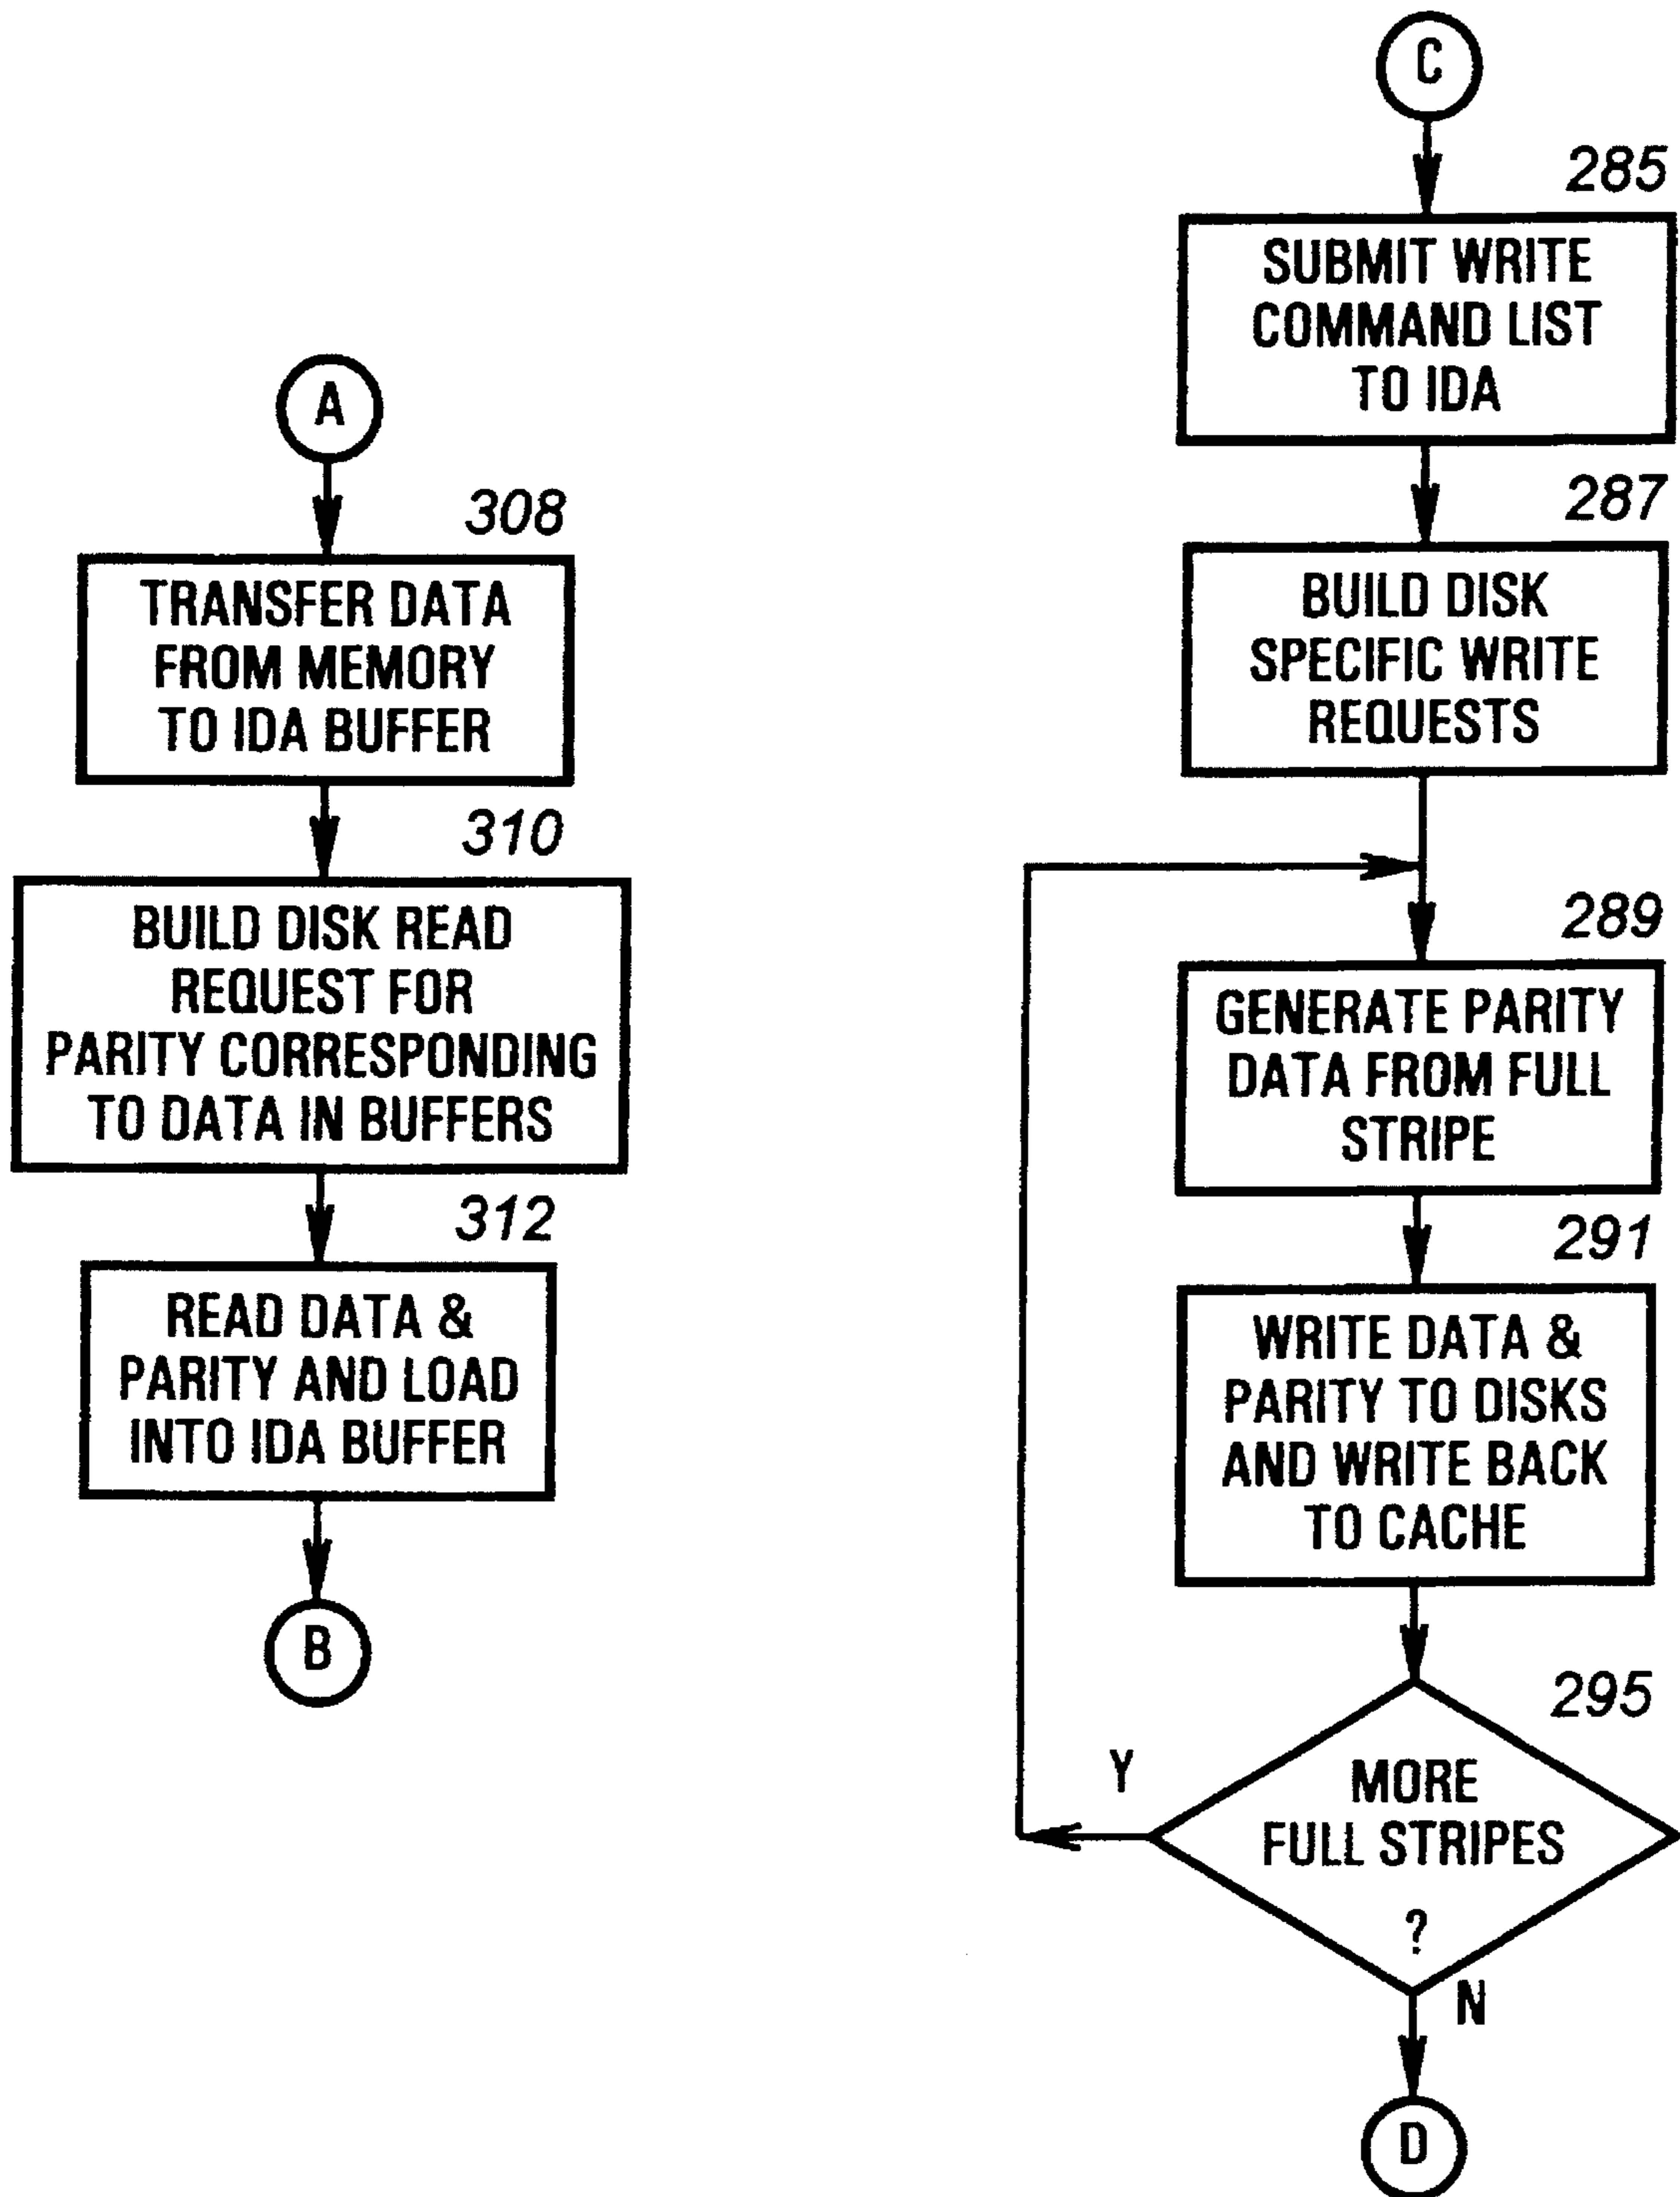 A
308
TRANSFER DATA
FROM MEMORY
TO IDA BUFFER
310
BUILD DISK READ
REQUEST FOR
PARITY CORRESPONDING
TO DATA IN BUFFERS
312
READ DATA &
PARITY AND LOAD
INTO IDA BUFFER
B
C
285
SUBMIT WRITE
COMMAND LIST
TO IDA
287
BUILD DISK
SPECIFIC WRITE
REQUESTS
289
GENERATE PARITY
DATA FROM FULL
STRIPE
291
WRITE DATA &
PARITY TO DISKS
AND WRITE BACK
TO CACHE
295
Y
MORE
FULL STRIPES
?
N
D